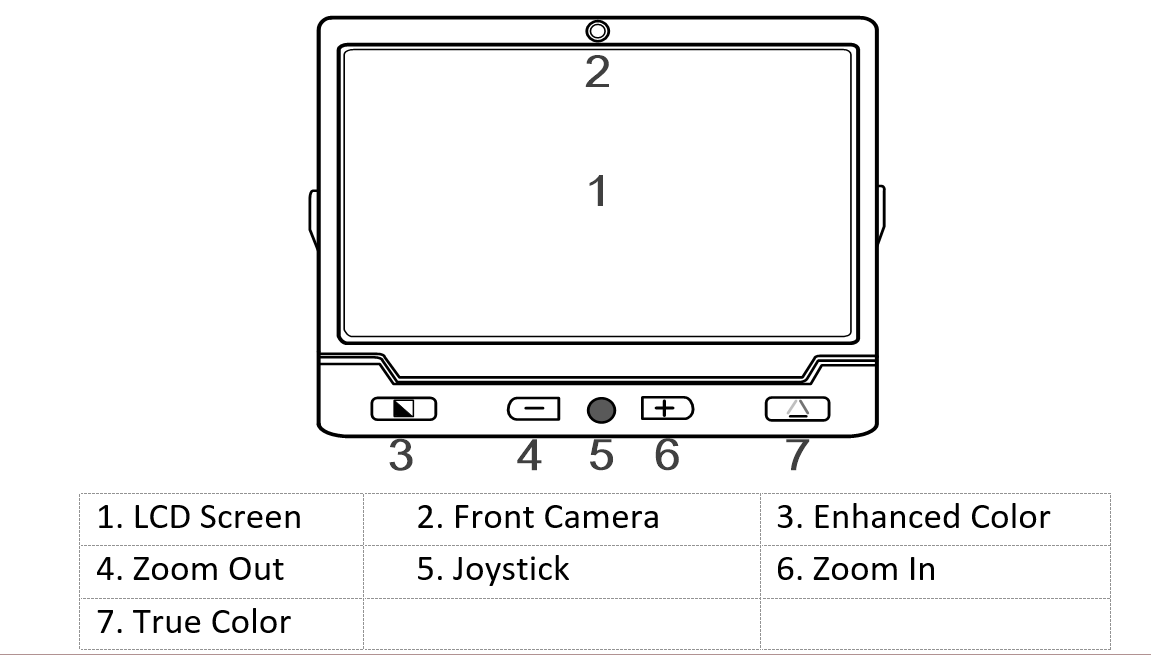 2
1
3 4 5 6 7
1. LCD Screen 2. Front Camera 3. Enhanced Color
4. Zoom Out 5. Joystick 6. Zoom In
7. True Color